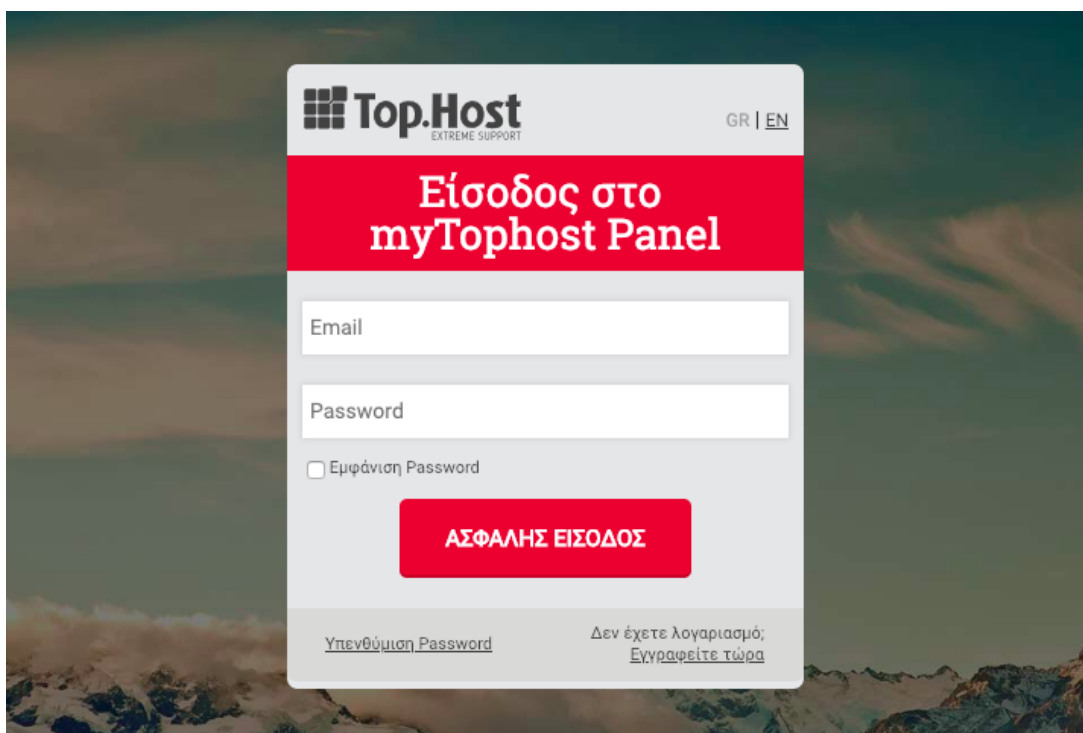 Top.Host
EXTREME SUPPORT
GR | EN
Είσοδος στο
myTophost Panel
Email
Password
Εμφάνιση Password
ΑΣΦΑΛΗΣ ΕΙΣΟΔΟΣ
Υπενθύμιση Password
Δεν έχετε λογαριασμό;
Εγγραφείτε τώρα